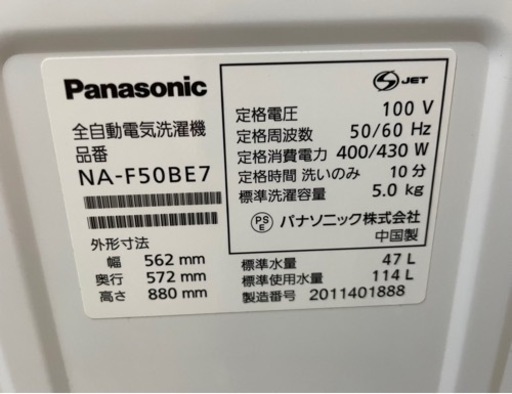 Panasonic
全自動電気洗濯機
品番
NA-F50BE7
外形寸法
幅 562 mm
奥行 572 mm
高さ 880 mm
S JET
定格電圧 100 V
定格周波数 50/60 Hz
定格消費電力 400/430 W
定格時間 洗いのみ 10分
標準洗濯容量 5.0 kg
PS E パナソニック株式会社
中国製
標準水量 47 L
標準使用水量 114 L
製造番号 2011401888